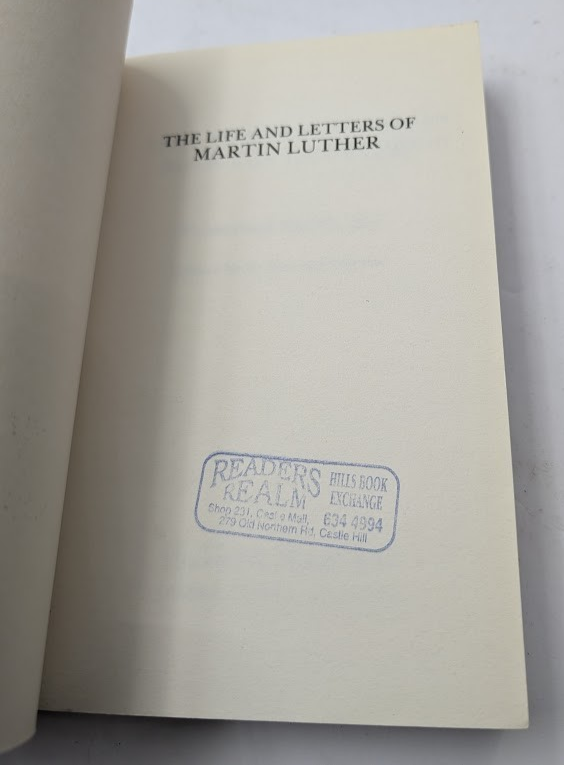 THE LIFE AND LETTERS OF
MARTIN LUTHER
READERS
REALM
HILLS BOOK
EXCHANGE
634 4994
Shop 231, Castle Mall,
279 Old Northern Rd, Castle Hill